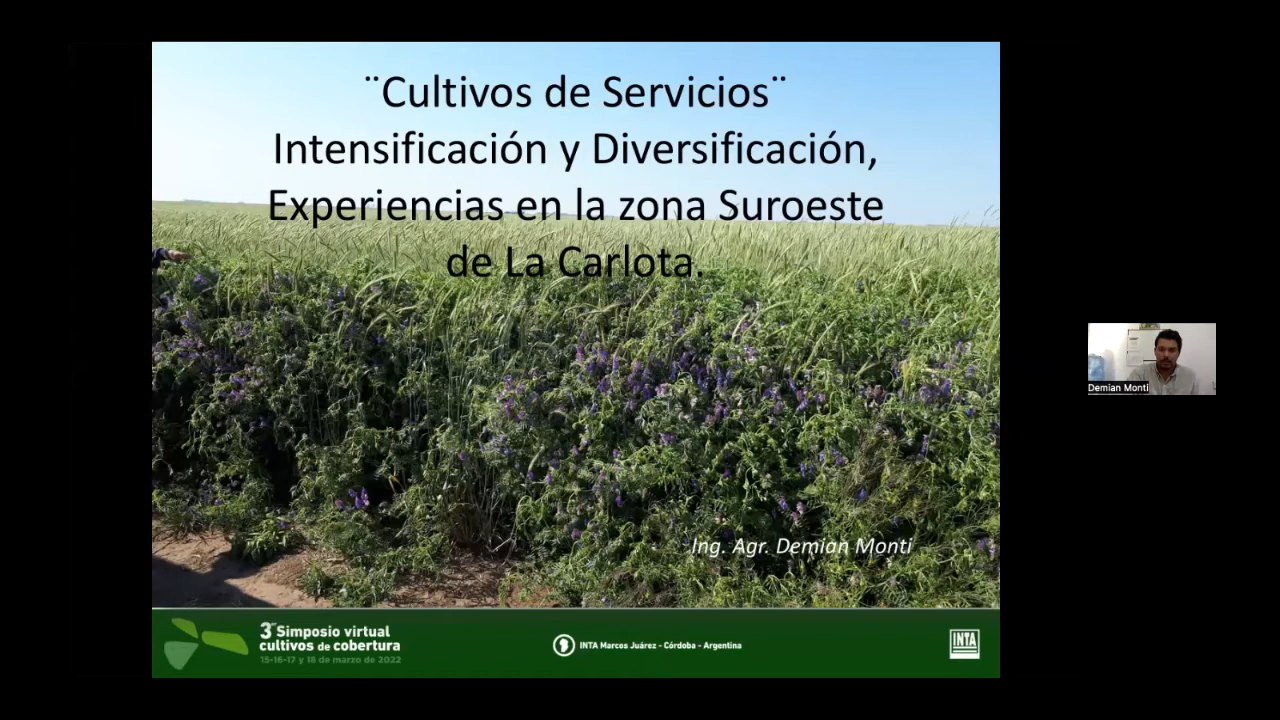 ¨Cultivos de Servicios¨
Intensificación y Diversificación,
Experiencias en la zona Suroeste
de La Carlota.
Demian Monti
Ing. Agr. Demian Monti
3er Simposio virtual
cultivos de cobertura
15-16-17 y 18 de marzo de 2022
INTA Marcos Juárez - Córdoba - Argentina
INTA